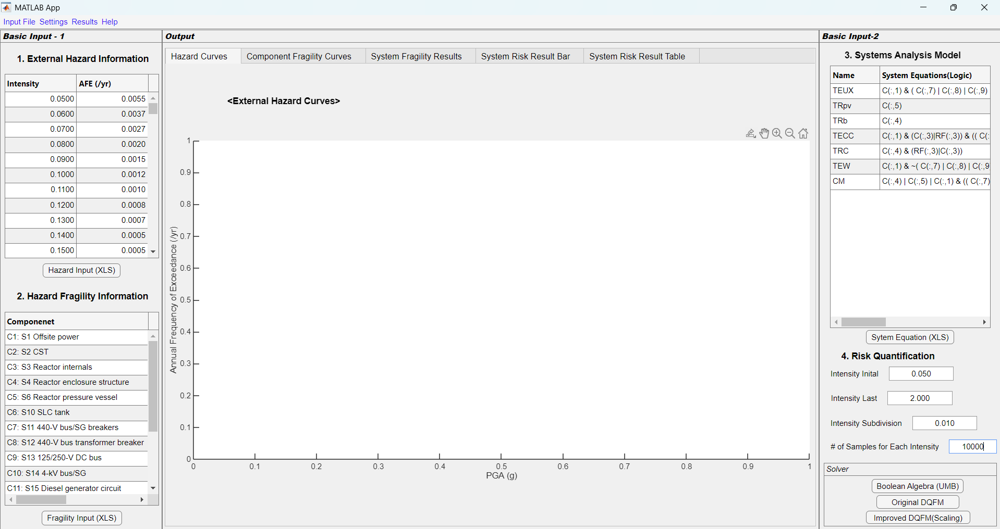 MATLAB App
Input File Settings Results Help
Basic Input - 1
1. External Hazard Information
Intensity AFE (/yr)
0.0500 0.0055
0.0600 0.0037
0.0700 0.0027
0.0800 0.0020
0.0900 0.0015
0.1000 0.0012
0.1100 0.0010
0.1200 0.0008
0.1300 0.0007
0.1400 0.0005
0.1500 0.0005
Hazard Input (XLS)
2. Hazard Fragility Information
Componenet
C1: S1 Offsite power
C2: S2 CST
C3: S3 Reactor internals
C4: S4 Reactor enclosure structure
C5: S6 Reactor pressure vessel
C6: S10 SLC tank
C7: S11 440-V bus/SG breakers
C8: S12 440-V bus transformer breaker
C9: S13 125/250-V DC bus
C10: S14 4-kV bus/SG
C11: S15 Diesel generator circuit
Fragility Input (XLS)
Output
Hazard Curves Component Fragility Curves System Fragility Results System Risk Result Bar System Risk Result Table
<External Hazard Curves>
Annual Frequency of Exceedance (/yr)
1
0.9
0.8
0.7
0.6
0.5
0.4
0.3
0.2
0.1
0
0 0.1 0.2 0.3 0.4 0.5 0.6 0.7 0.8 0.9 1
PGA (g)
Basic Input-2
3. Systems Analysis Model
Name System Equations(Logic)
TEUX C(:,1) & ( C(:,7) | C(:,8) | C(:,9)
TRpv C(:,5)
TRb C(:,4)
TECC C(:,1) & (C(:,3)|RF(:,3)) & (( C(:
TRC C(:,4) & (RF(:,3)|C(:,3))
TEW C(:,1) & ~( C(:,7) | C(:,8) | C(:,9
CM C(:,4) | C(:,5) | C(:,1) & (( C(:,7)
Sytem Equation (XLS)
4. Risk Quantification
Intensity Inital 0.050
Intensity Last 2.000
Intensity Subdivision 0.010
# of Samples for Each Intensity 10000
Solver
Boolean Algebra (UMB)
Original DQFM
Improved DQFM(Scaling)